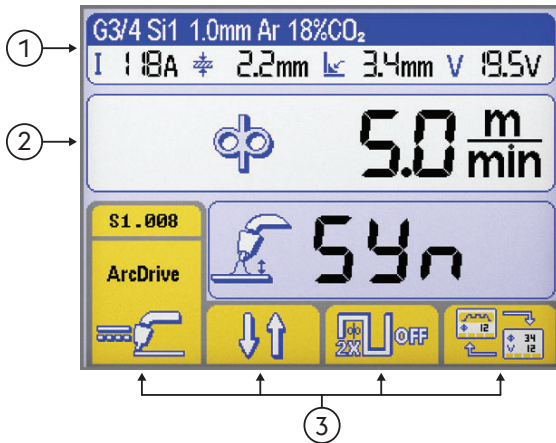 G3/4 Si1 1.0mm Ar 18%CO₂
I 118A 2.2mm 3.4mm V 19.5V
1
2
5.0 m/min
S1.008
ArcDrive
Syn
2X OFF
12
34
V 12
3